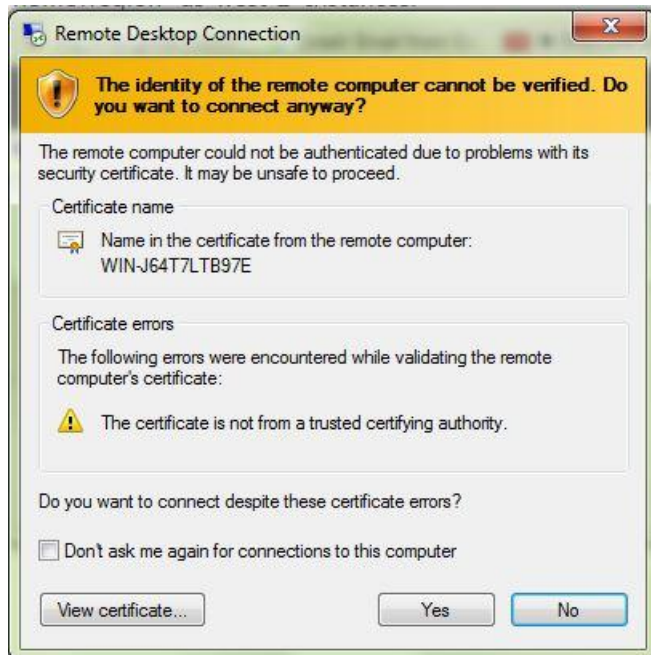 Remote Desktop Connection
The identity of the remote computer cannot be verified. Do
you want to connect anyway?
The remote computer could not be authenticated due to problems with its
security certificate. It may be unsafe to proceed.
Certificate name
Name in the certificate from the remote computer:
WIN-J64T7LTB97E
Certificate errors
The following errors were encountered while validating the remote
computer's certificate:
The certificate is not from a trusted certifying authority.
Do you want to connect despite these certificate errors?
Don't ask me again for connections to this computer
View certificate...
Yes
No